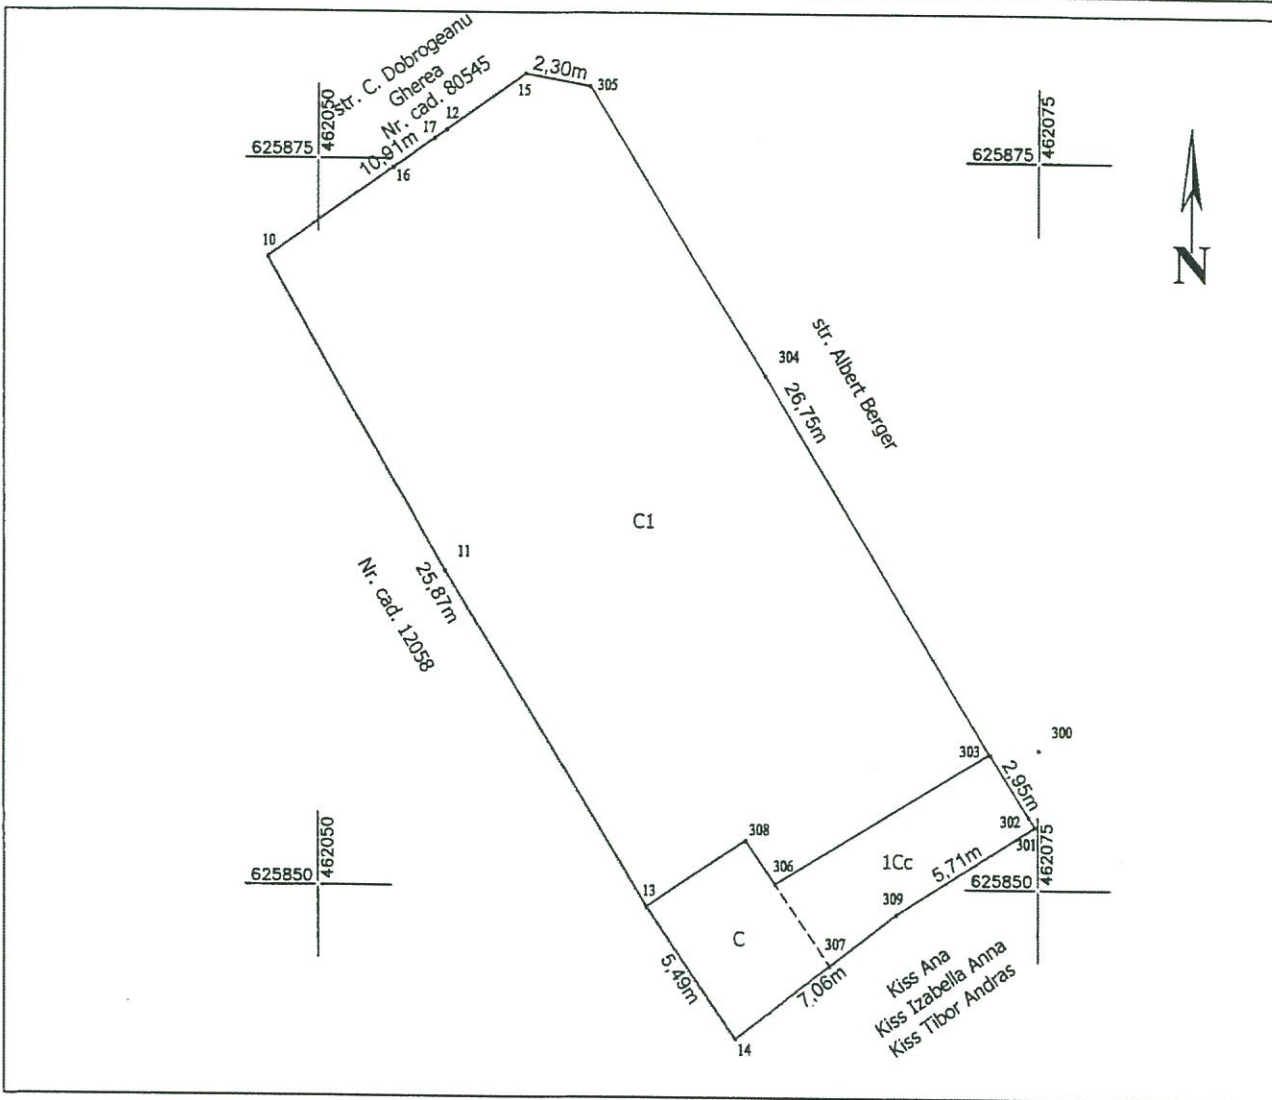 str. C. Dobrogeanu
Gherea
Nr. cad. 80545
10,91m
2,30m
15
305
12
17
16
10
625875
462050
625875
462075
N
304
26,75m
str. Albert Berger
C1
11
25,87m
Nr. cad. 12058
303
300
2,95m
302
301
308
306
1Cc
5,71m
309
13
C
307
5,49m
7,06m
14
625850
462050
625850
462075
Kiss Ana
Kiss Izabella Anna
Kiss Tibor Andras